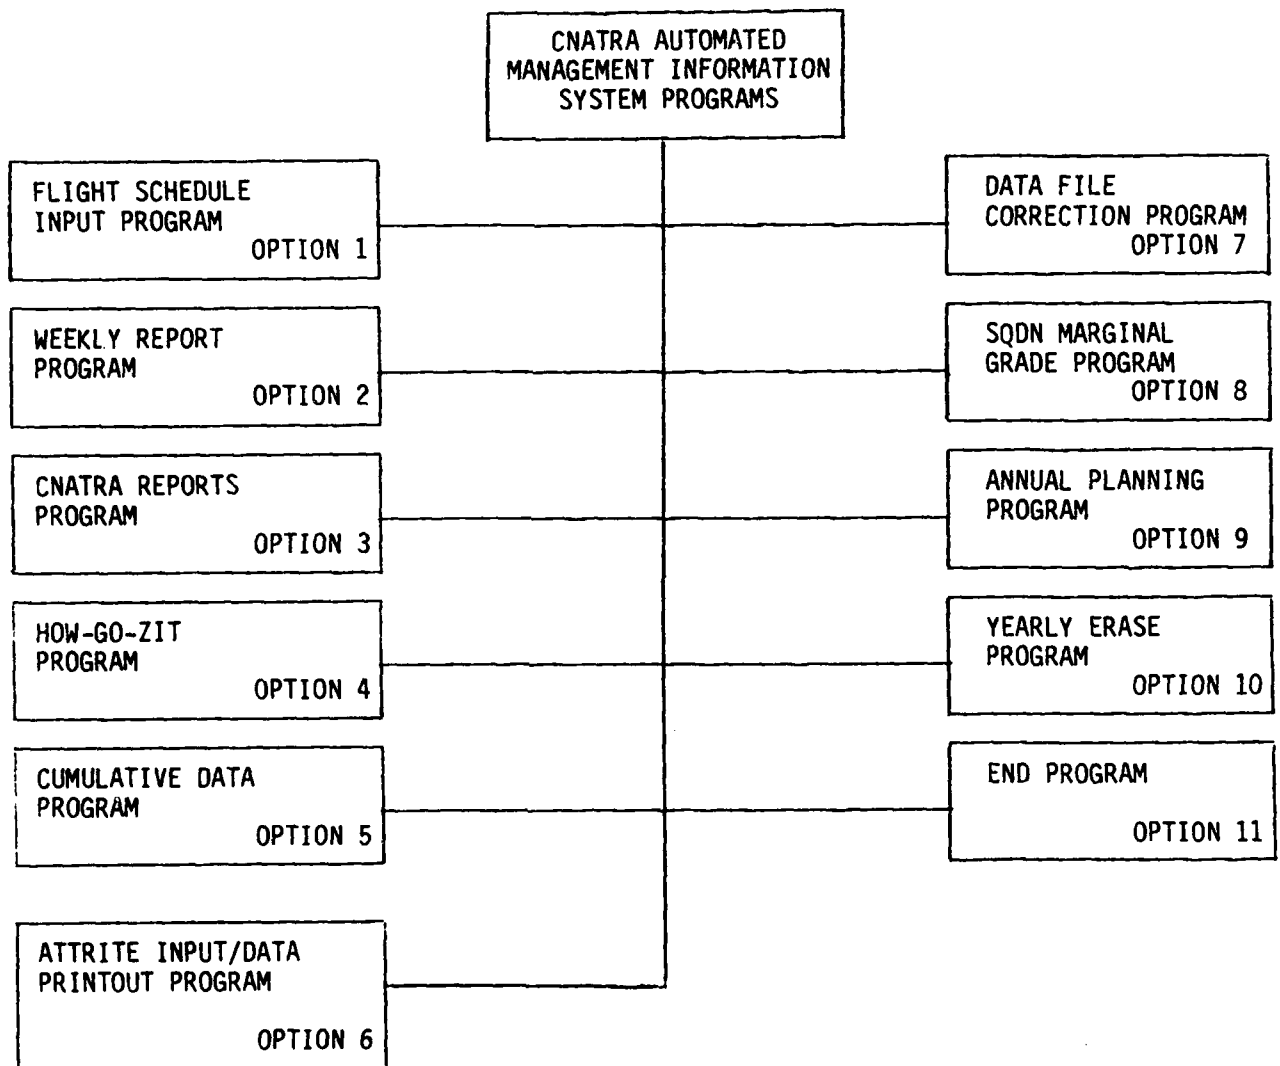 CNATRA AUTOMATED
MANAGEMENT INFORMATION
SYSTEM PROGRAMS
FLIGHT SCHEDULE
INPUT PROGRAM
OPTION 1
WEEKLY REPORT
PROGRAM
OPTION 2
CNATRA REPORTS
PROGRAM
OPTION 3
HOW-GO-ZIT
PROGRAM
OPTION 4
CUMULATIVE DATA
PROGRAM
OPTION 5
ATTRITE INPUT/DATA
PRINTOUT PROGRAM
OPTION 6
DATA FILE
CORRECTION PROGRAM
OPTION 7
SQDN MARGINAL
GRADE PROGRAM
OPTION 8
ANNUAL PLANNING
PROGRAM
OPTION 9
YEARLY ERASE
PROGRAM
OPTION 10
END PROGRAM
OPTION 11